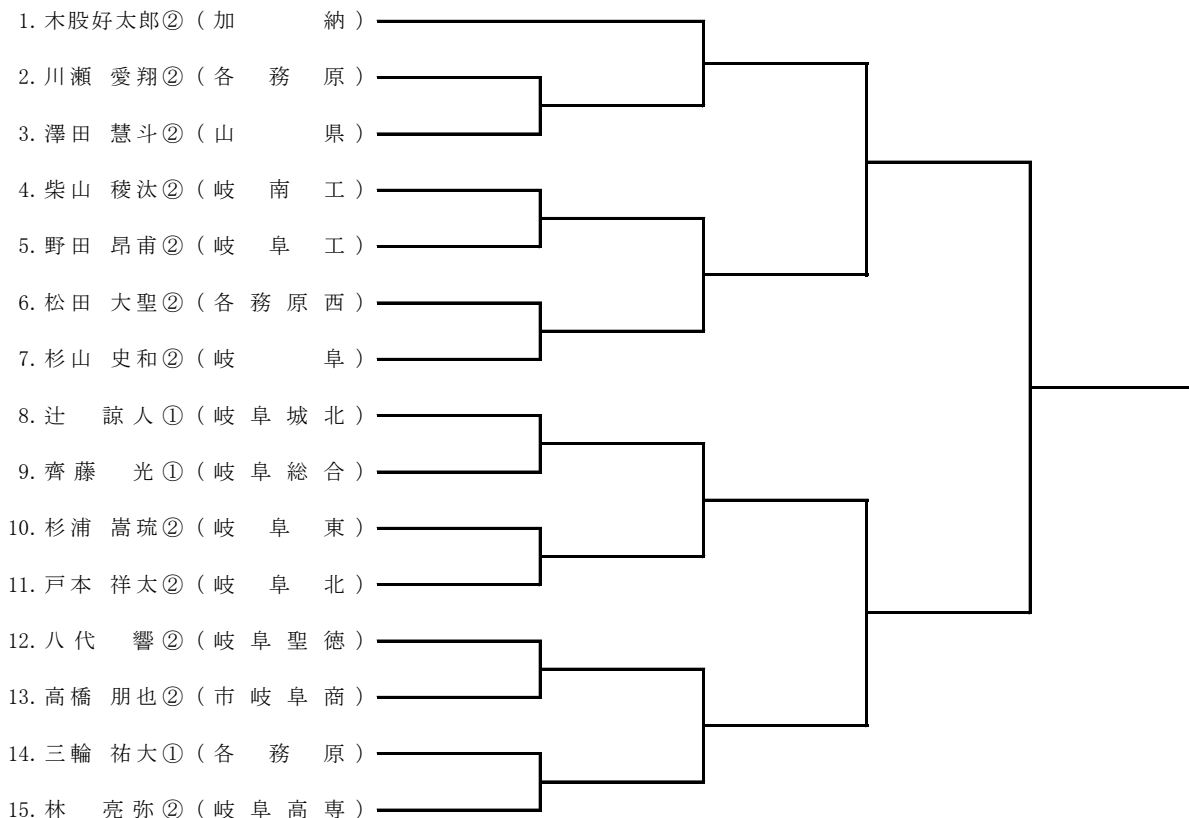 1. 木股好太郎②（加納）
2. 川瀬 愛翔②（各務原）
3. 澤田 慧斗②（山県）
4. 柴山 稜汰②（岐南工）
5. 野田 昂甫②（岐阜工）
6. 松田 大聖②（各務原西）
7. 杉山 史和②（岐阜）
8. 辻 諒人①（岐阜城北）
9. 齊藤 光①（岐阜総合）
10. 杉浦 嵩琉②（岐阜東）
11. 戸本 祥太②（岐阜北）
12. 八代 響②（岐阜聖徳）
13. 高橋 朋也②（市岐阜商）
14. 三輪 祐大①（各務原）
15. 林 亮弥②（岐阜高専）